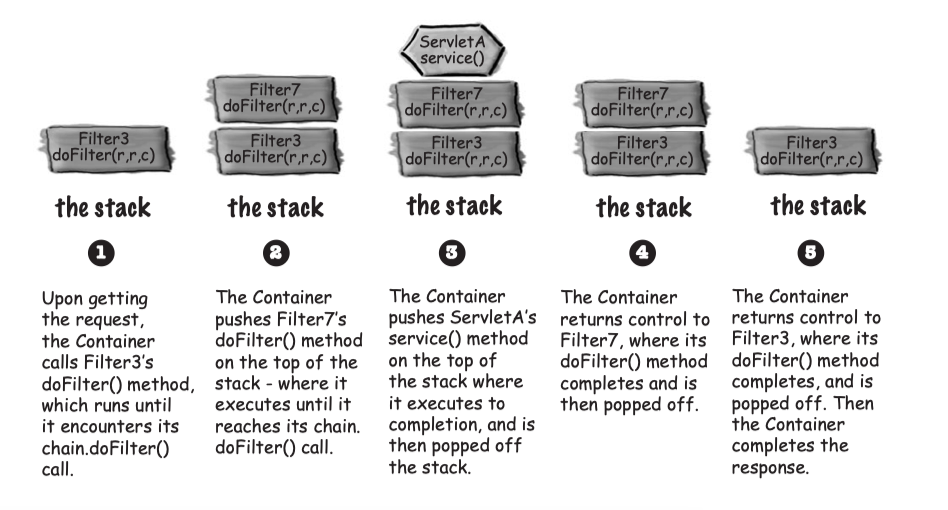 Filter3
doFilter(r,r,c)
the stack
1
Upon getting
the request,
the Container
calls Filter3's
doFilter() method,
which runs until
it encounters its
chain.doFilter()
call.
Filter7
doFilter(r,r,c)
Filter3
doFilter(r,r,c)
the stack
2
The Container
pushes Filter7's
doFilter() method
on the top of the
stack - where it
executes until it
reaches its chain.
doFilter() call.
ServletA
service()
Filter7
doFilter(r,r,c)
Filter3
doFilter(r,r,c)
the stack
3
The Container
pushes ServletA's
service() method
on the top of
the stack where
it executes to
completion, and is
then popped off
the stack.
Filter7
doFilter(r,r,c)
Filter3
doFilter(r,r,c)
the stack
4
The Container
returns control to
Filter7, where its
doFilter() method
completes and is
then popped off.
Filter3
doFilter(r,r,c)
the stack
5
The Container
returns control to
Filter3, where its
doFilter() method
completes, and is
popped off. Then
the Container
completes the
response.